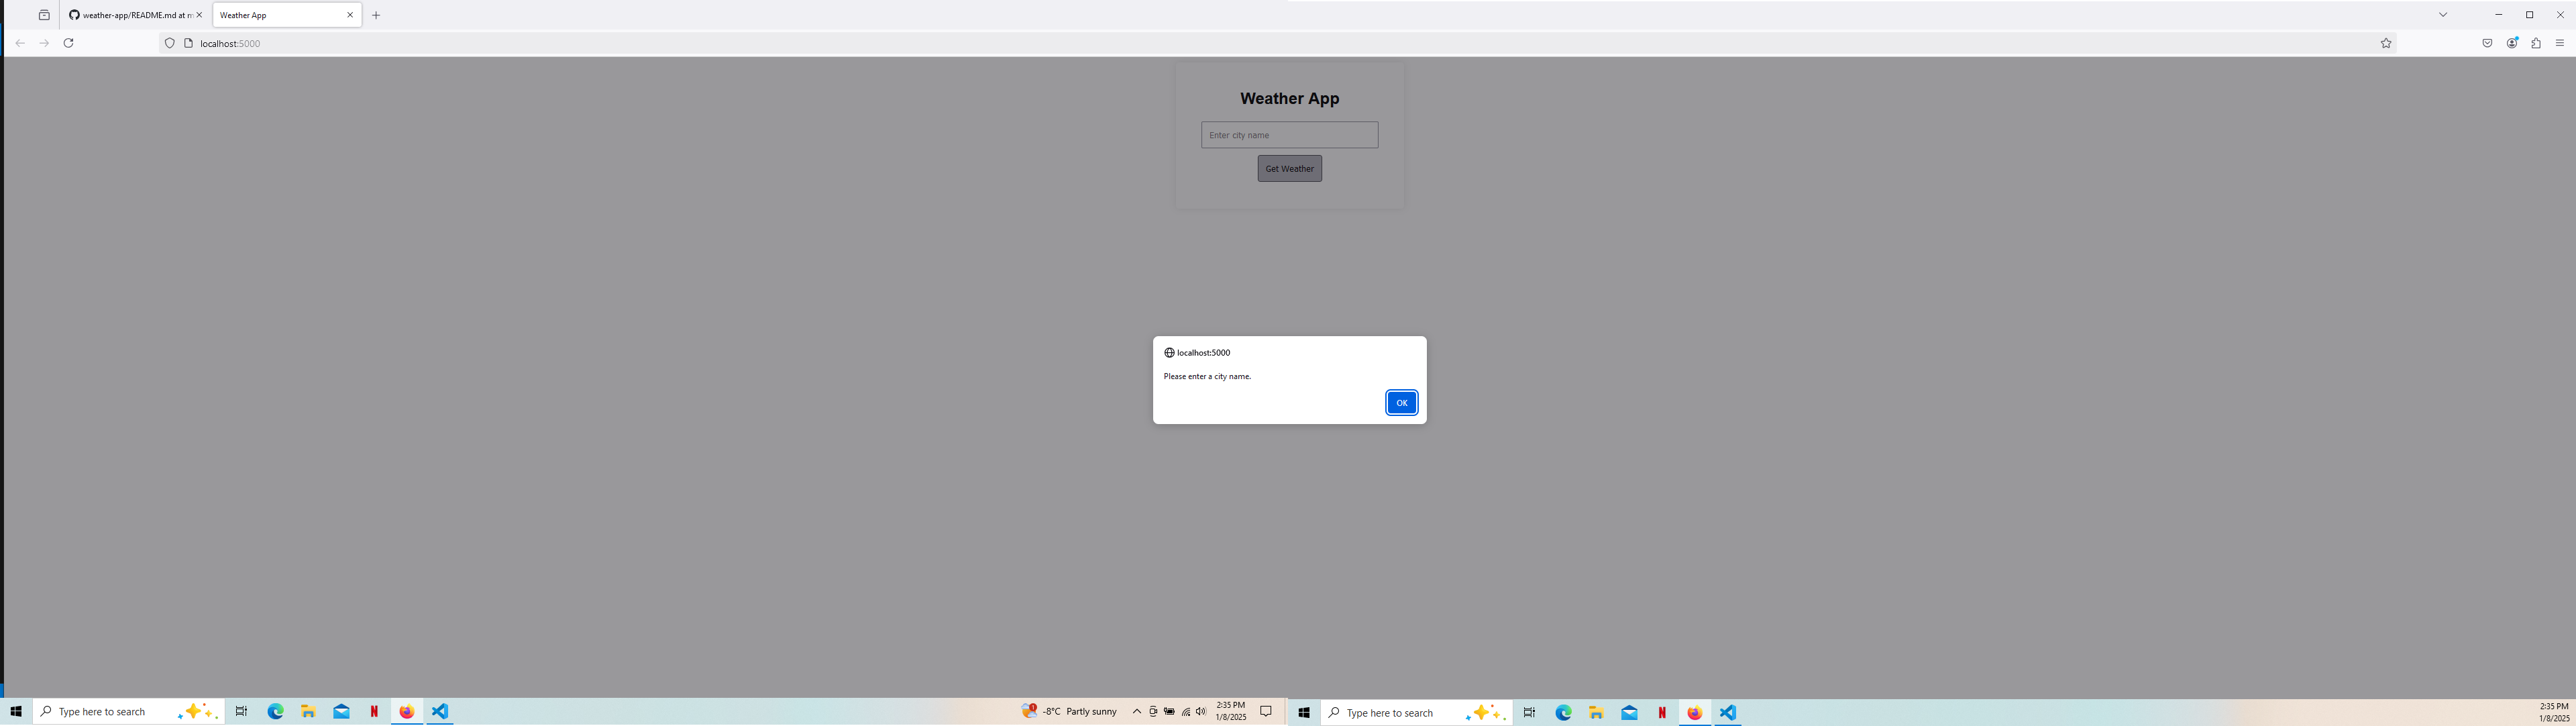 weather-app/README.md at m
Weather App
localhost:5000
Weather App
Enter city name
Get Weather
localhost:5000
Please enter a city name.
OK
Type here to search
N
1
-8°C Partly sunny
2:35 PM
1/8/2025
Type here to search
N
2:35 PM
1/8/2025